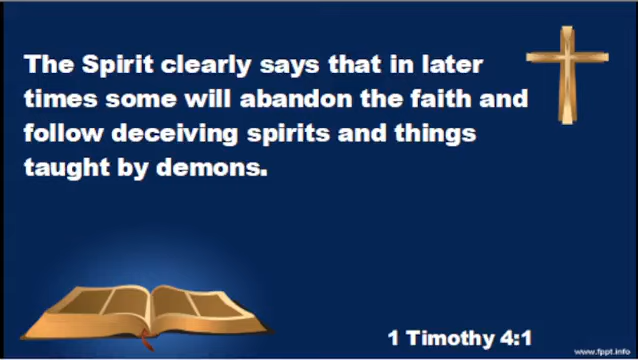 The Spirit clearly says that in later
times some will abandon the faith and
follow deceiving spirits and things
taught by demons.
1 Timothy 4:1
www.fppt.info